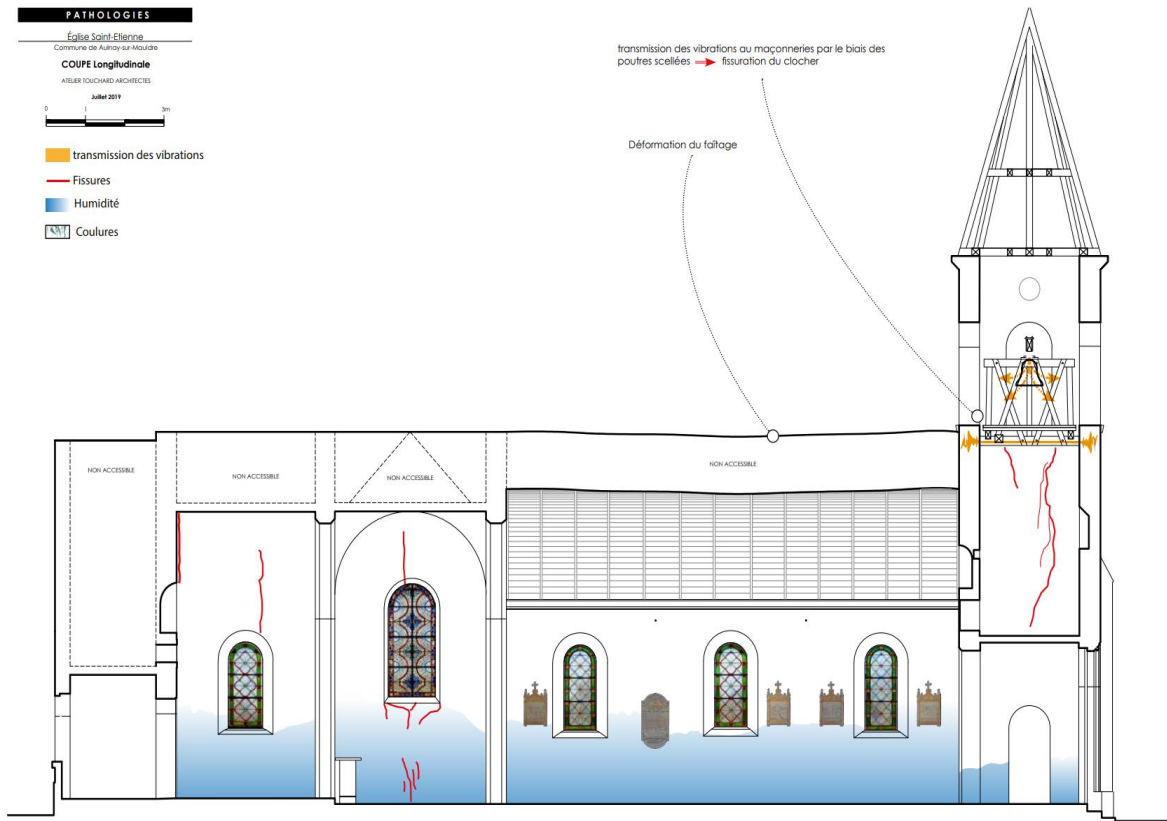 PATHOLOGIES
Église Saint-Etienne
Commune de Aulnay-sur-Mauldre
COUPE Longitudinale
ATELIER TOUCHARD ARCHITECTES
Juillet 2019
0 1 3m
transmission des vibrations
Fissures
Humidité
Coulures
transmission des vibrations au maçonneries par le biais des
poutres scellées fissuration du clocher
Déformation du faîtage
NON ACCESSIBLE
NON ACCESSIBLE
NON ACCESSIBLE
NON ACCESSIBLE